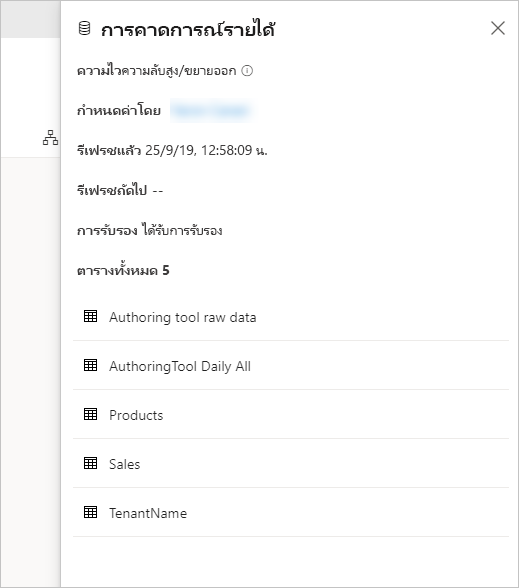 การคาดการณ์รายได้
ความไวความลับสูง/ขยายออก
กำหนดค่าโดย
รีเฟรชแล้ว 25/9/19, 12:58:09 น.
รีเฟรชถัดไป --
การรับรอง ได้รับการรับรอง
ตารางทั้งหมด 5
Authoring tool raw data
AuthoringTool Daily All
Products
Sales
TenantName